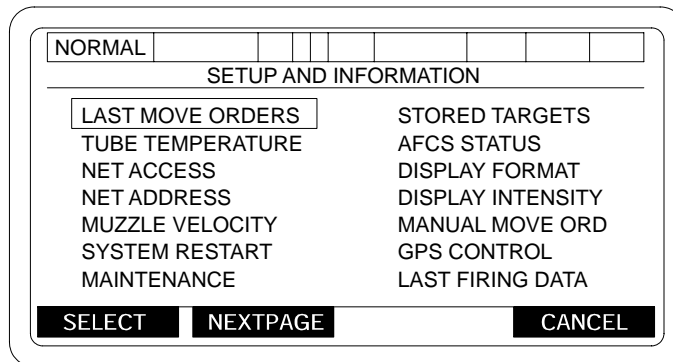 NORMAL
SETUP AND INFORMATION
LAST MOVE ORDERS
TUBE TEMPERATURE
NET ACCESS
NET ADDRESS
MUZZLE VELOCITY
SYSTEM RESTART
MAINTENANCE
STORED TARGETS
AFCS STATUS
DISPLAY FORMAT
DISPLAY INTENSITY
MANUAL MOVE ORD
GPS CONTROL
LAST FIRING DATA
SELECT NEXTPAGE CANCEL